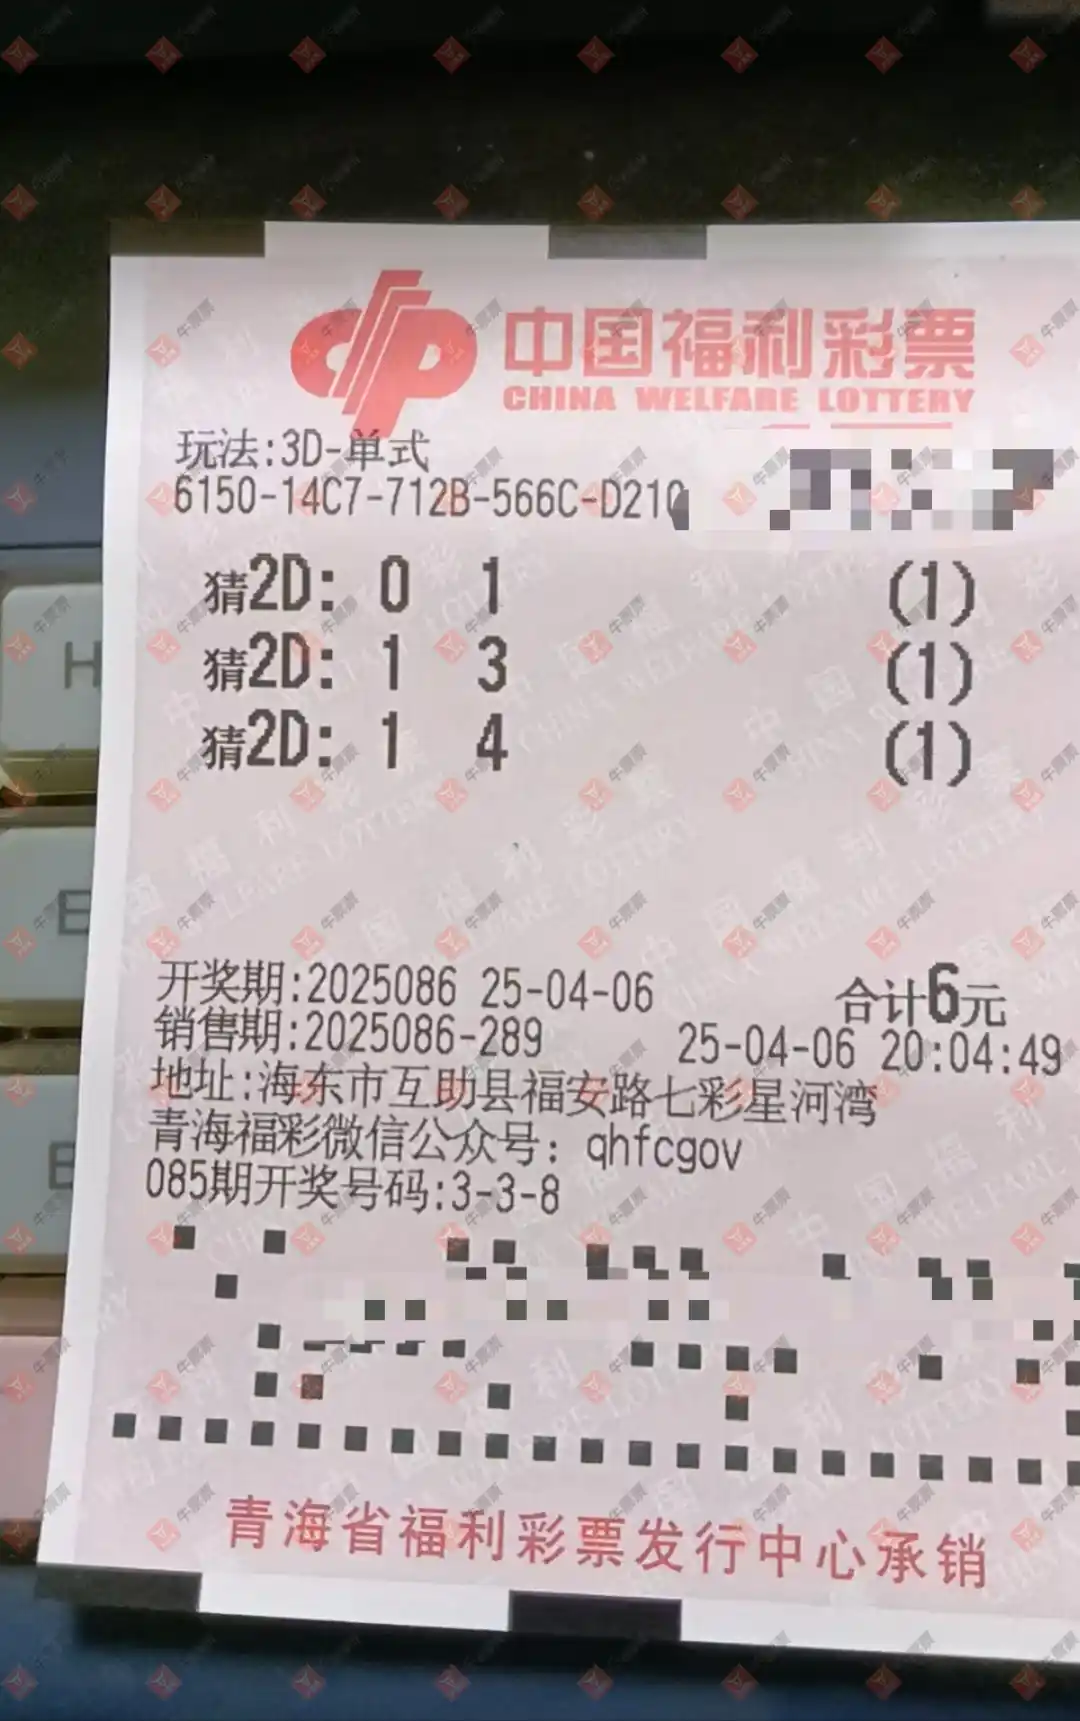 中国福利彩票
CHINA WELFARE LOTTERY
玩法:3D-单式
6150-14C7-712B-566C-D210
猜2D: 0 1 (1)
猜2D: 1 3 (1)
猜2D: 1 4 (1)
开奖期:2025086 25-04-06 合计6元
销售期:2025086-289 25-04-06 20:04:49
地址:海东市互助县福安路七彩星河湾
青海福彩微信公众号: qhfcgov
085期开奖号码:3-3-8
青海省福利彩票发行中心承销
牛票票
H
E